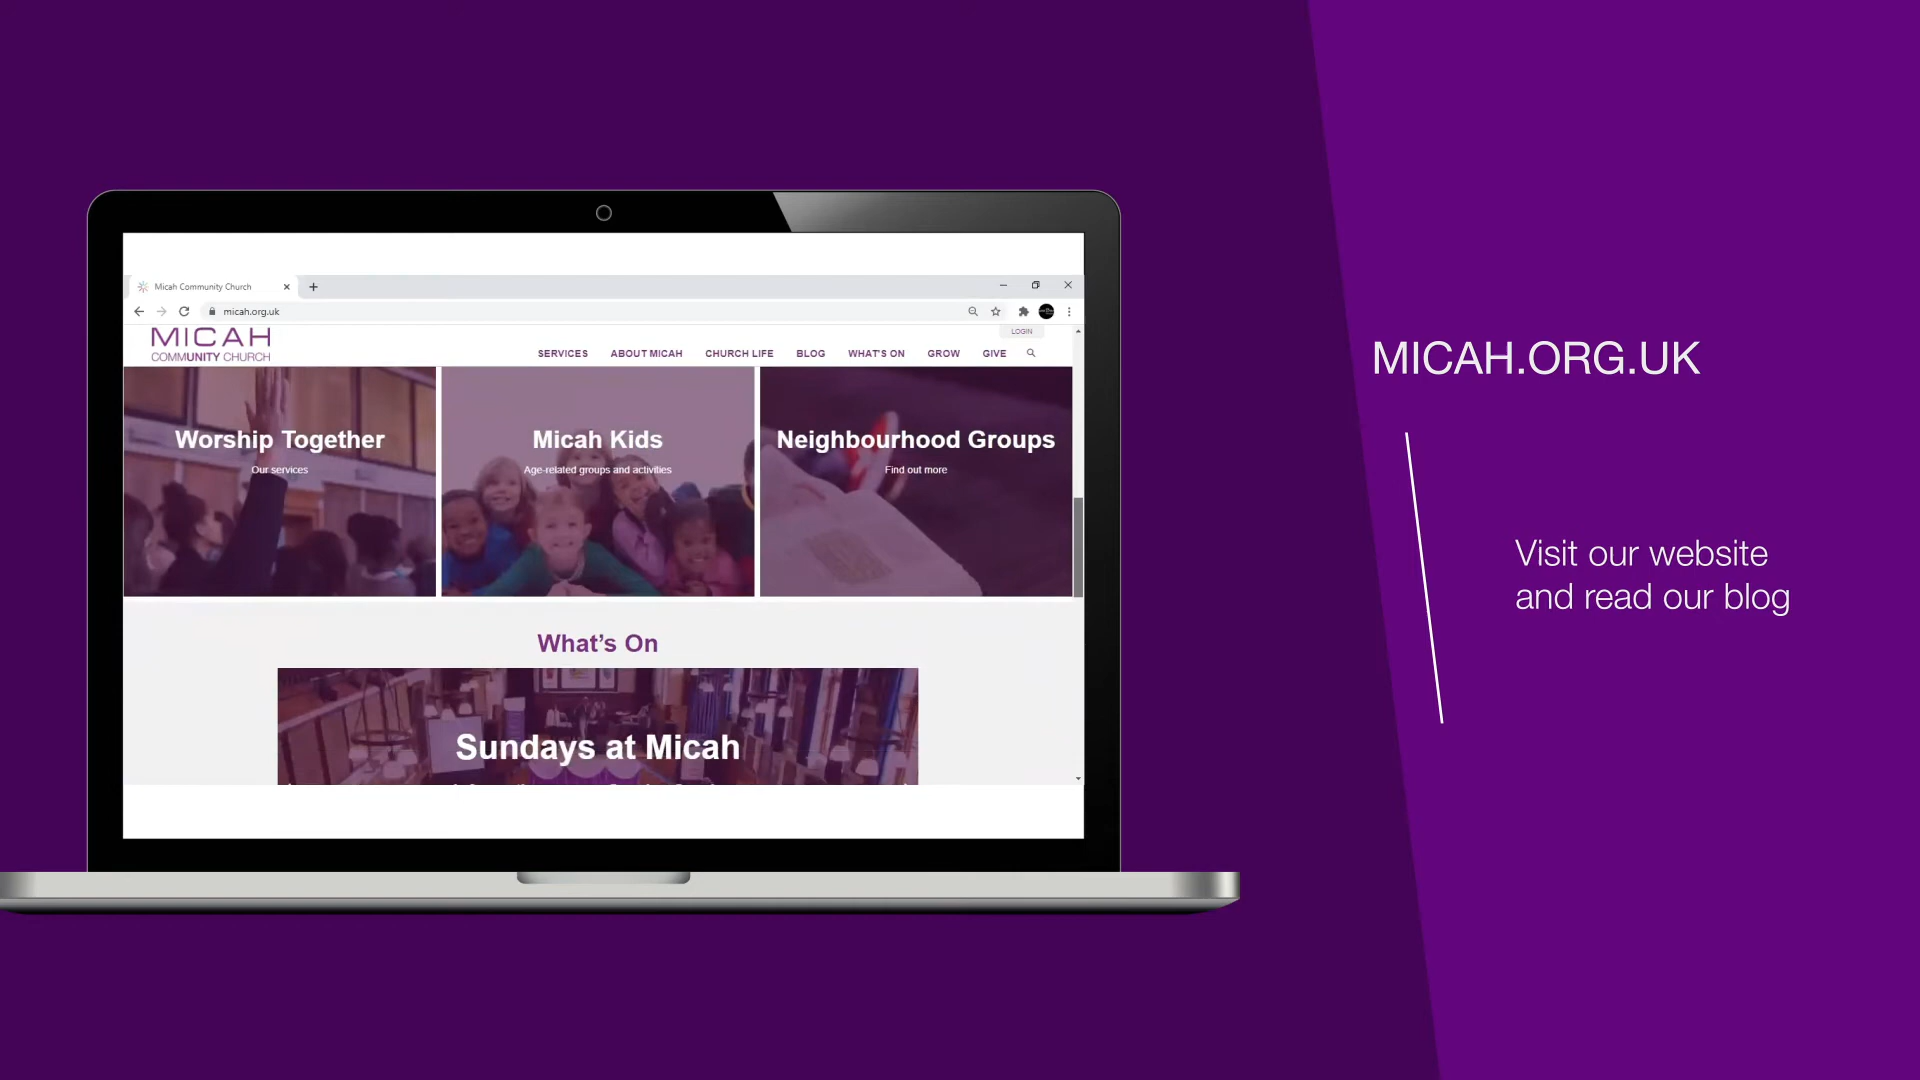 Micah Community Church
micah.org.uk
LOGIN
MICAH
COMMUNITY CHURCH
SERVICES ABOUT MICAH CHURCH LIFE BLOG WHAT'S ON GROW GIVE
Worship Together
Our services
Micah Kids
Age-related groups and activities
Neighbourhood Groups
Find out more
What's On
Sundays at Micah
MICAH.ORG.UK
Visit our website
and read our blog